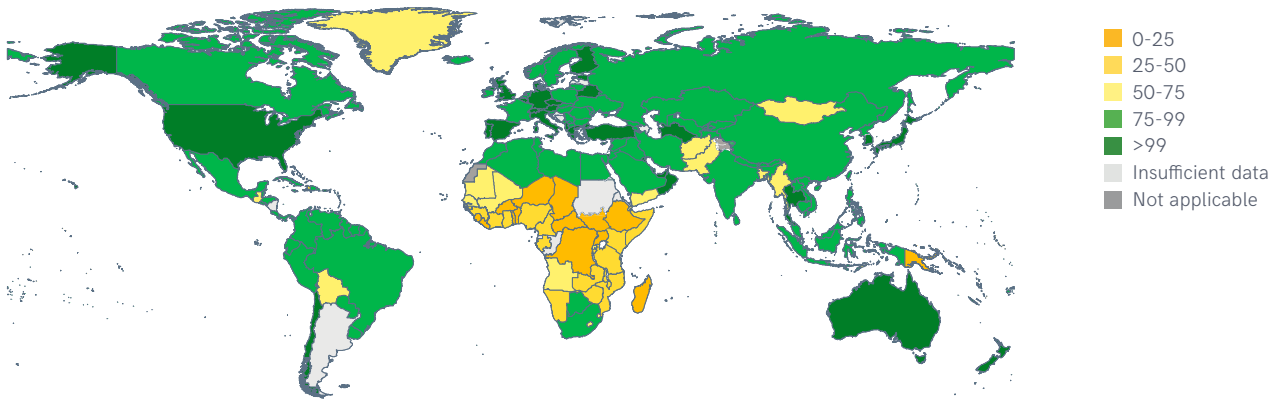 0-25
25-50
50-75
75-99
>99
Insufficient data
Not applicable